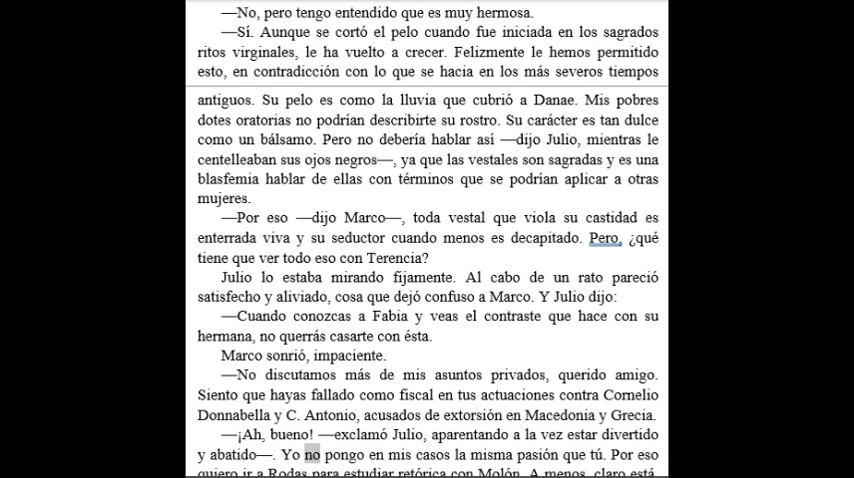 —No, pero tengo entendido que es muy hermosa.
—Sí. Aunque se cortó el pelo cuando fue iniciada en los sagrados
ritos virginales, le ha vuelto a crecer. Felizmente le hemos permitido
esto, en contradicción con lo que se hacia en los más severos tiempos
antiguos. Su pelo es como la lluvia que cubrió a Danae. Mis pobres
dotes oratorias no podrían describirte su rostro. Su carácter es tan dulce
como un bálsamo. Pero no debería hablar así —dijo Julio, mientras le
centelleaban sus ojos negros—, ya que las vestales son sagradas y es una
blasfemia hablar de ellas con términos que se podrían aplicar a otras
mujeres.
—Por eso —dijo Marco—, toda vestal que viola su castidad es
enterrada viva y su seductor cuando menos es decapitado. Pero, ¿qué
tiene que ver todo eso con Terencia?
Julio lo estaba mirando fijamente. Al cabo de un rato pareció
satisfecho y aliviado, cosa que dejó confuso a Marco. Y Julio dijo:
—Cuando conozcas a Fabia y veas el contraste que hace con su
hermana, no querrás casarte con ésta.
Marco sonrió, impaciente.
—No discutamos más de mis asuntos privados, querido amigo.
Siento que hayas fallado como fiscal en tus actuaciones contra Cornelio
Donnabella y C. Antonio, acusados de extorsión en Macedonia y Grecia.
—¡Ah, bueno! —exclamó Julio, aparentando a la vez estar divertido
y abatido—. Yo no pongo en mis casos la misma pasión que tú. Por eso
quiero ir a Rodas para estudiar retórica con Molón. A menos, claro está,